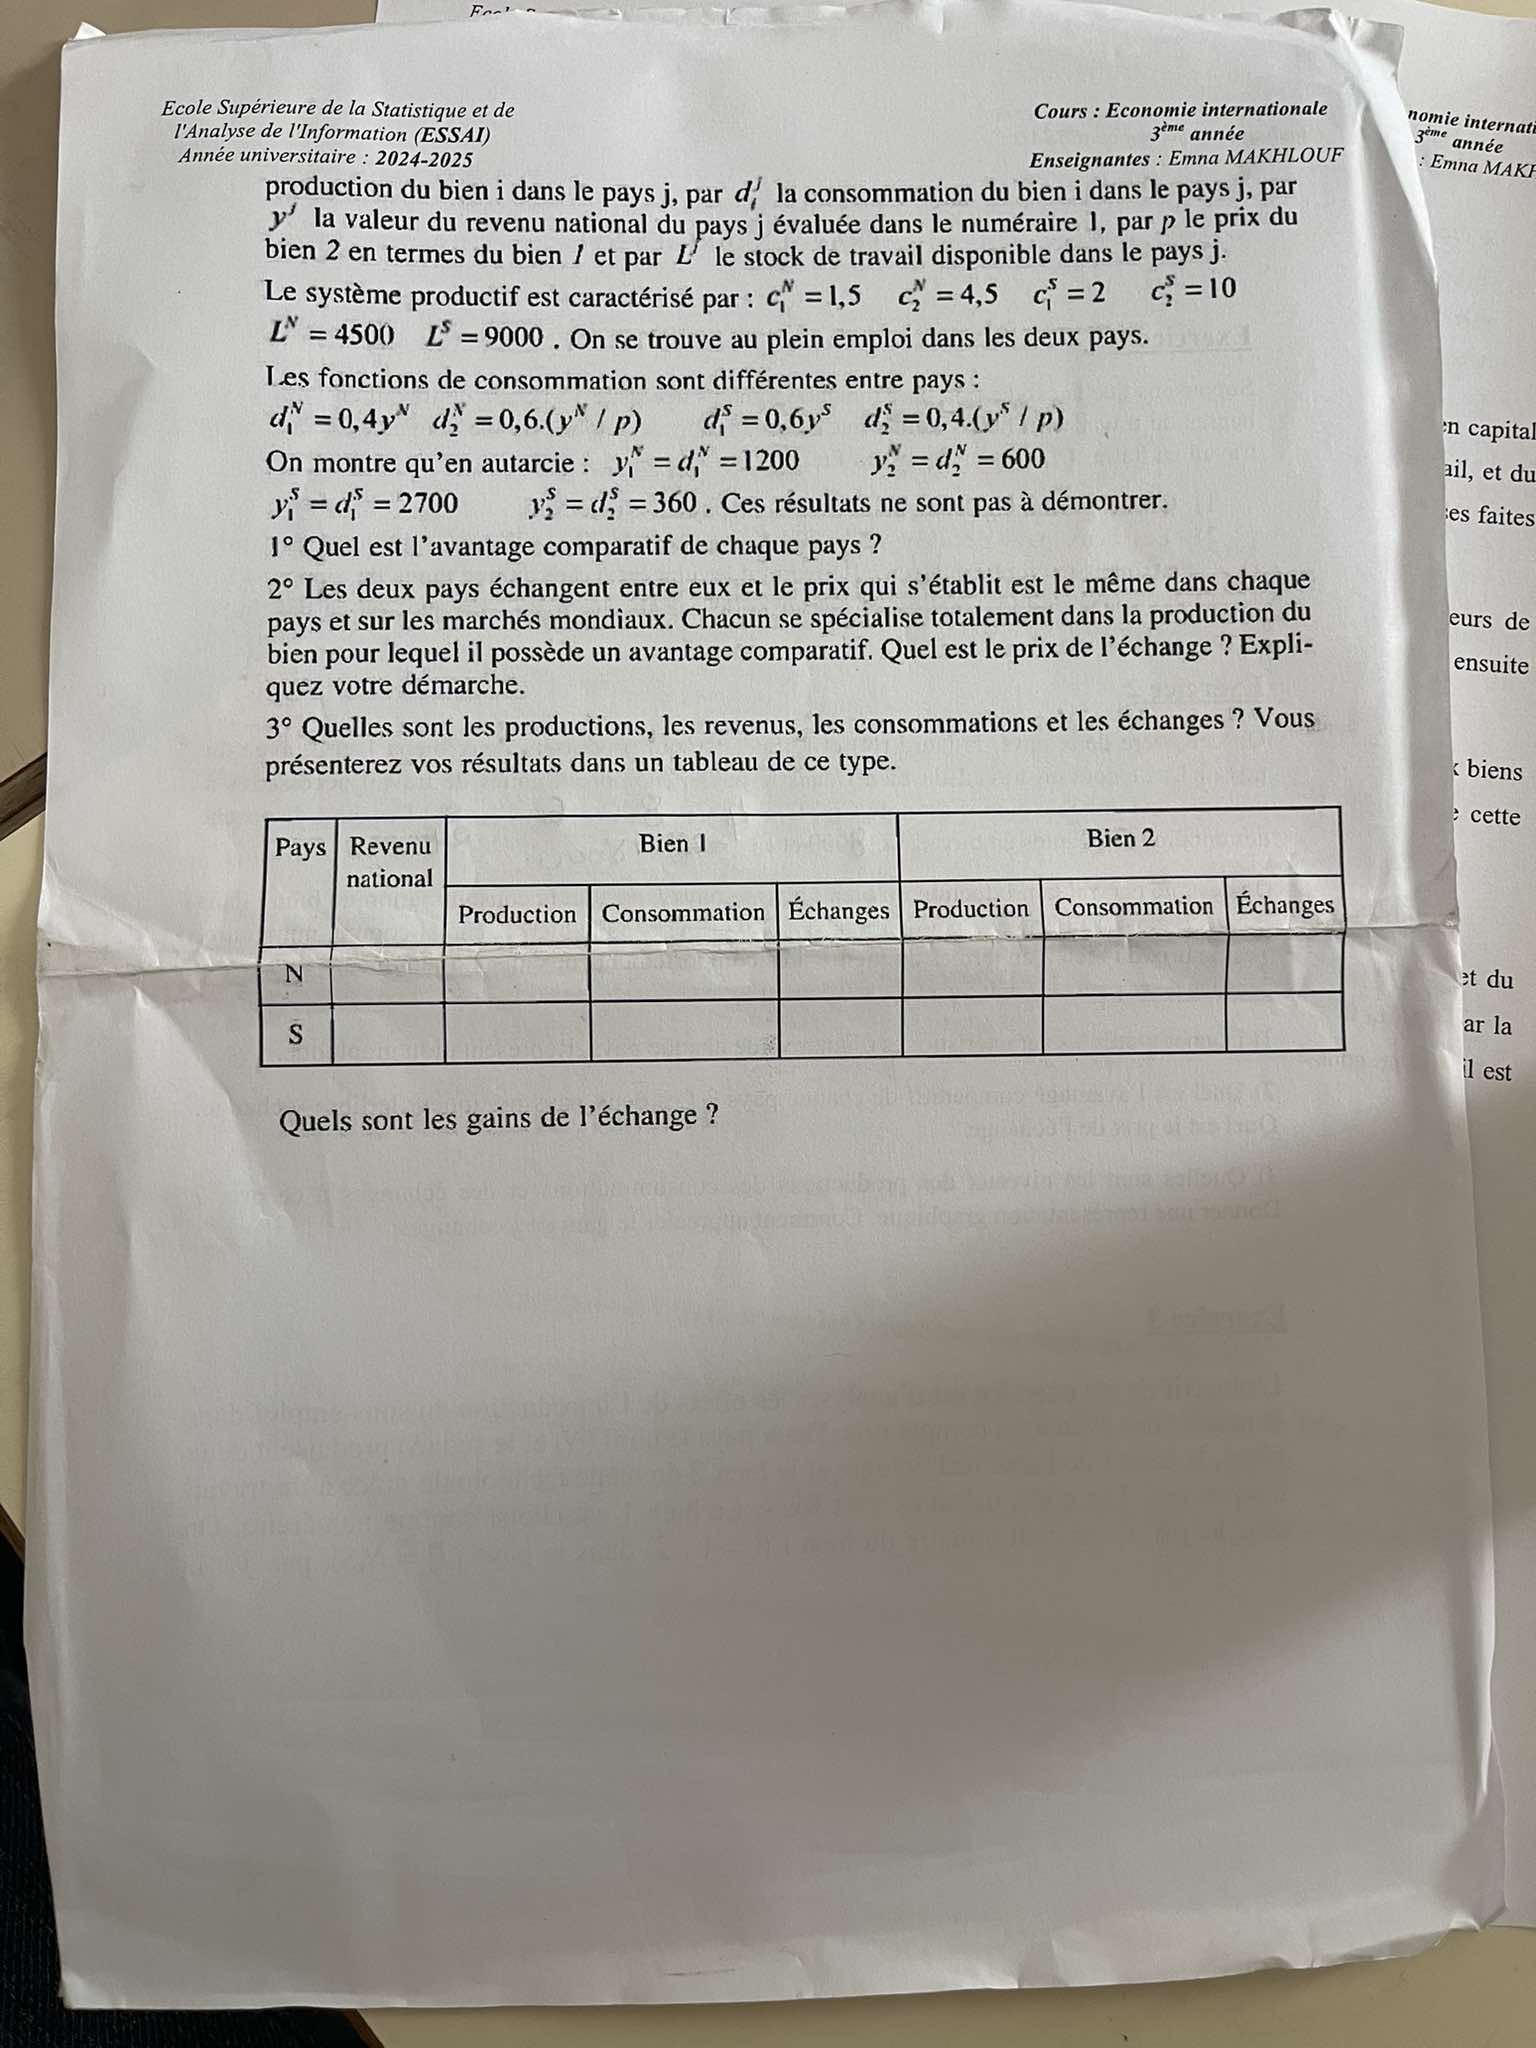 Ecole Supérieure de la Statistique et de
l'Analyse de l'Information (ESSAI)
Année universitaire : 2024-2025
Cours : Economie internationale
3ème année
Enseignantes : Emna MAKHLOUF
production du bien i dans le pays j, par d_i^j la consommation du bien i dans le pays j, par
y^j la valeur du revenu national du pays j évaluée dans le numéraire 1, par p le prix du
bien 2 en termes du bien 1 et par L^j le stock de travail disponible dans le pays j.
Le système productif est caractérisé par : c_1^N = 1,5 c_2^N = 4,5 c_1^S = 2 c_2^S = 10
L^N = 4500 L^S = 9000 . On se trouve au plein emploi dans les deux pays.
Les fonctions de consommation sont différentes entre pays :
d_1^N = 0,4y^N d_2^N = 0,6.(y^N / p) d_1^S = 0,6y^S d_2^S = 0,4.(y^S / p)
On montre qu'en autarcie : y_1^N = d_1^N = 1200 y_2^N = d_2^N = 600
y_1^S = d_1^S = 2700 y_2^S = d_2^S = 360 . Ces résultats ne sont pas à démontrer.
1° Quel est l'avantage comparatif de chaque pays ?
2° Les deux pays échangent entre eux et le prix qui s'établit est le même dans chaque
pays et sur les marchés mondiaux. Chacun se spécialise totalement dans la production du
bien pour lequel il possède un avantage comparatif. Quel est le prix de l'échange ? Expli-
quez votre démarche.
3° Quelles sont les productions, les revenus, les consommations et les échanges ? Vous
présenterez vos résultats dans un tableau de ce type.
Pays Revenu national Bien 1 Bien 2
Production Consommation Échanges Production Consommation Échanges
N
S
Quels sont les gains de l'échange ?
nomie internati
3ème année
: Emna MAKH
en capital
ail, et du
ses faites
eurs de
ensuite
x biens
cette
et du
ar la
il est